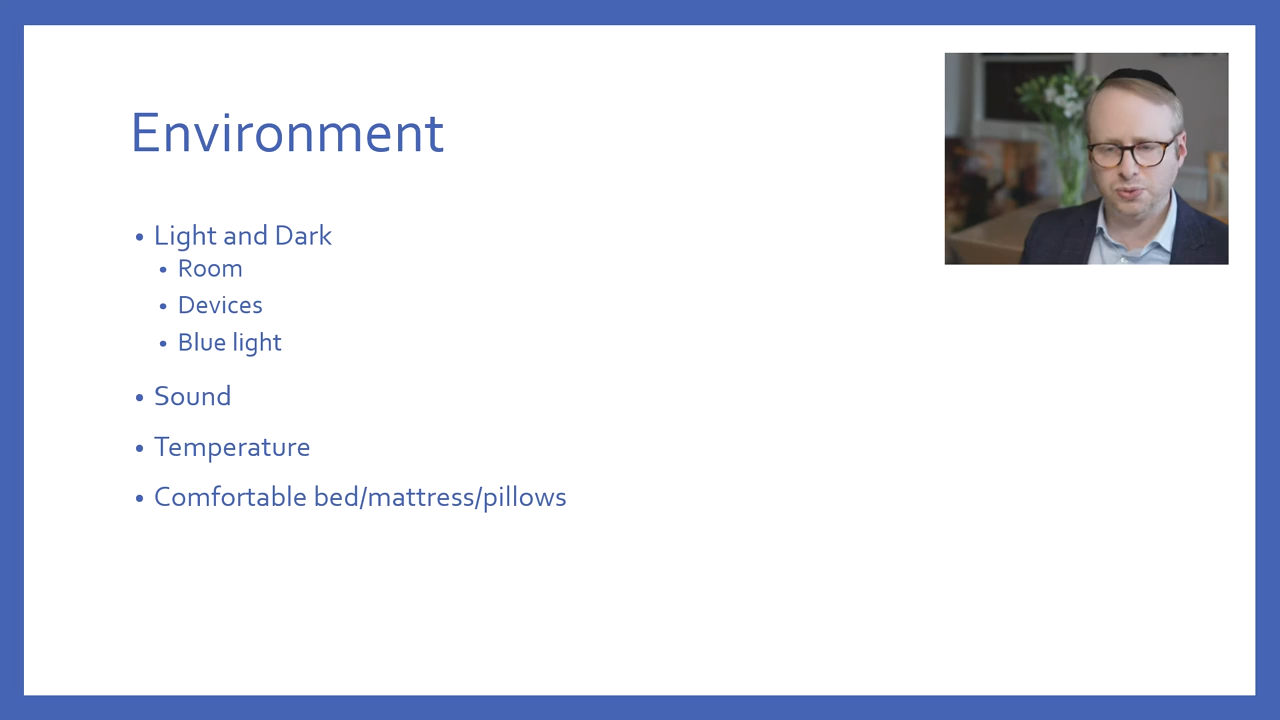 Environment
• Light and Dark
• Room
• Devices
• Blue light
• Sound
• Temperature
• Comfortable bed/mattress/pillows